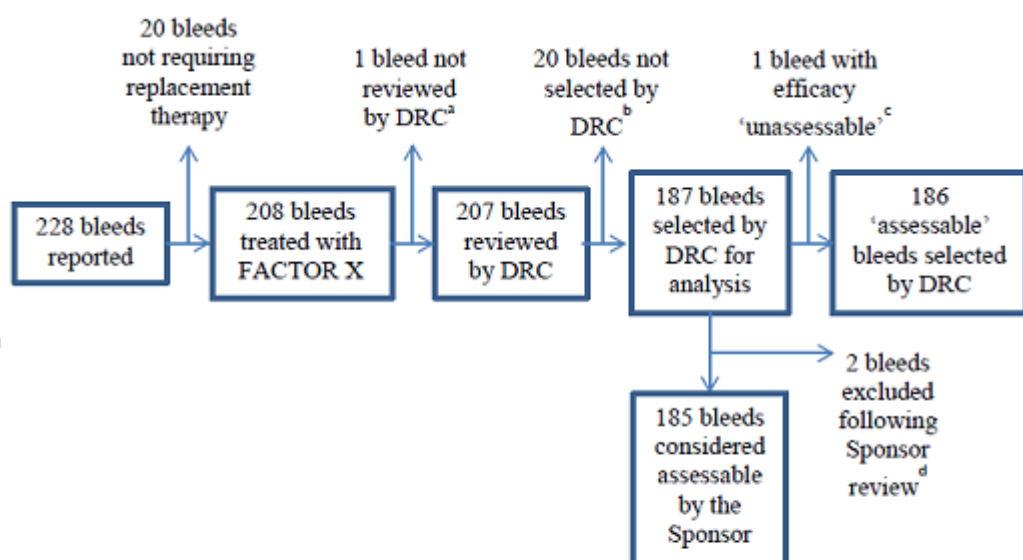 20 bleeds
not requiring
replacement
therapy
1 bleed not
reviewed
by DRCᵃ
20 bleeds not
selected by
DRCᵇ
1 bleed with
efficacy
‘unassessable’ᶜ
228 bleeds
reported
208 bleeds
treated with
FACTOR X
207 bleeds
reviewed
by DRC
187 bleeds
selected by
DRC for
analysis
186
‘assessable’
bleeds selected
by DRC
2 bleeds
excluded
following
Sponsor
reviewᵈ
185 bleeds
considered
assessable
by the
Sponsor